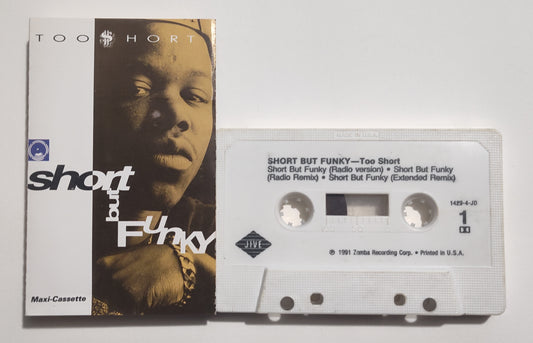 TOO $HORT
short
but
Funky
Maxi-Cassette
MADE IN U.S.A.
SHORT BUT FUNKY—Too Short
Short But Funky (Radio version) • Short But Funky
(Radio Remix) • Short But Funky (Extended Remix)
1429-4-JD
1
JIVE
℗ 1991 Zomba Recording Corp. • Printed in U.S.A.